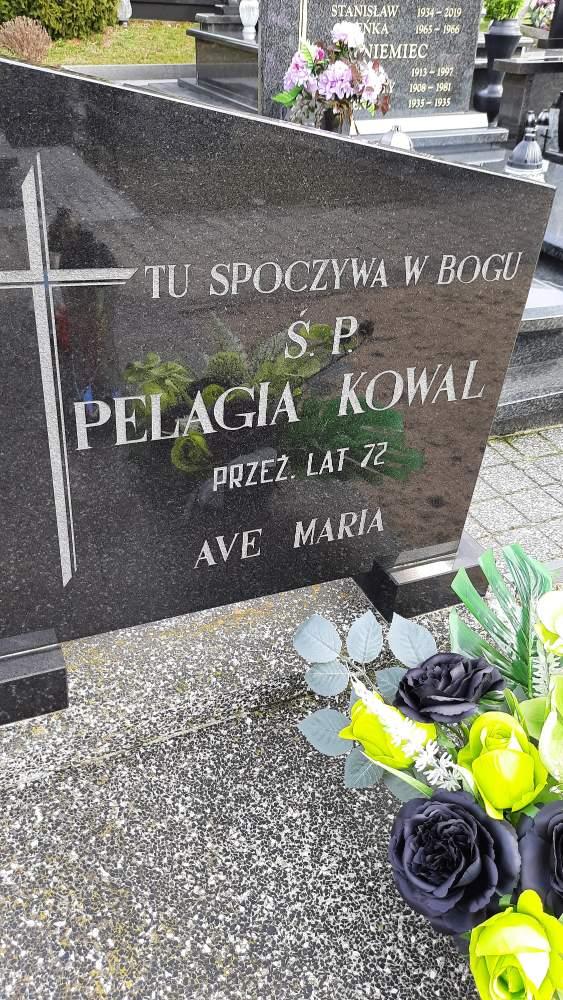 STANISŁAW 1934-2019
1965-1966
NIEMIEC
1913-1997
1908-1981
1935-1935
TU SPOCZYWA W BOGU
Ś. P.
PELAGIA KOWAL
PRZEŻ. LAT 72
AVE MARIA